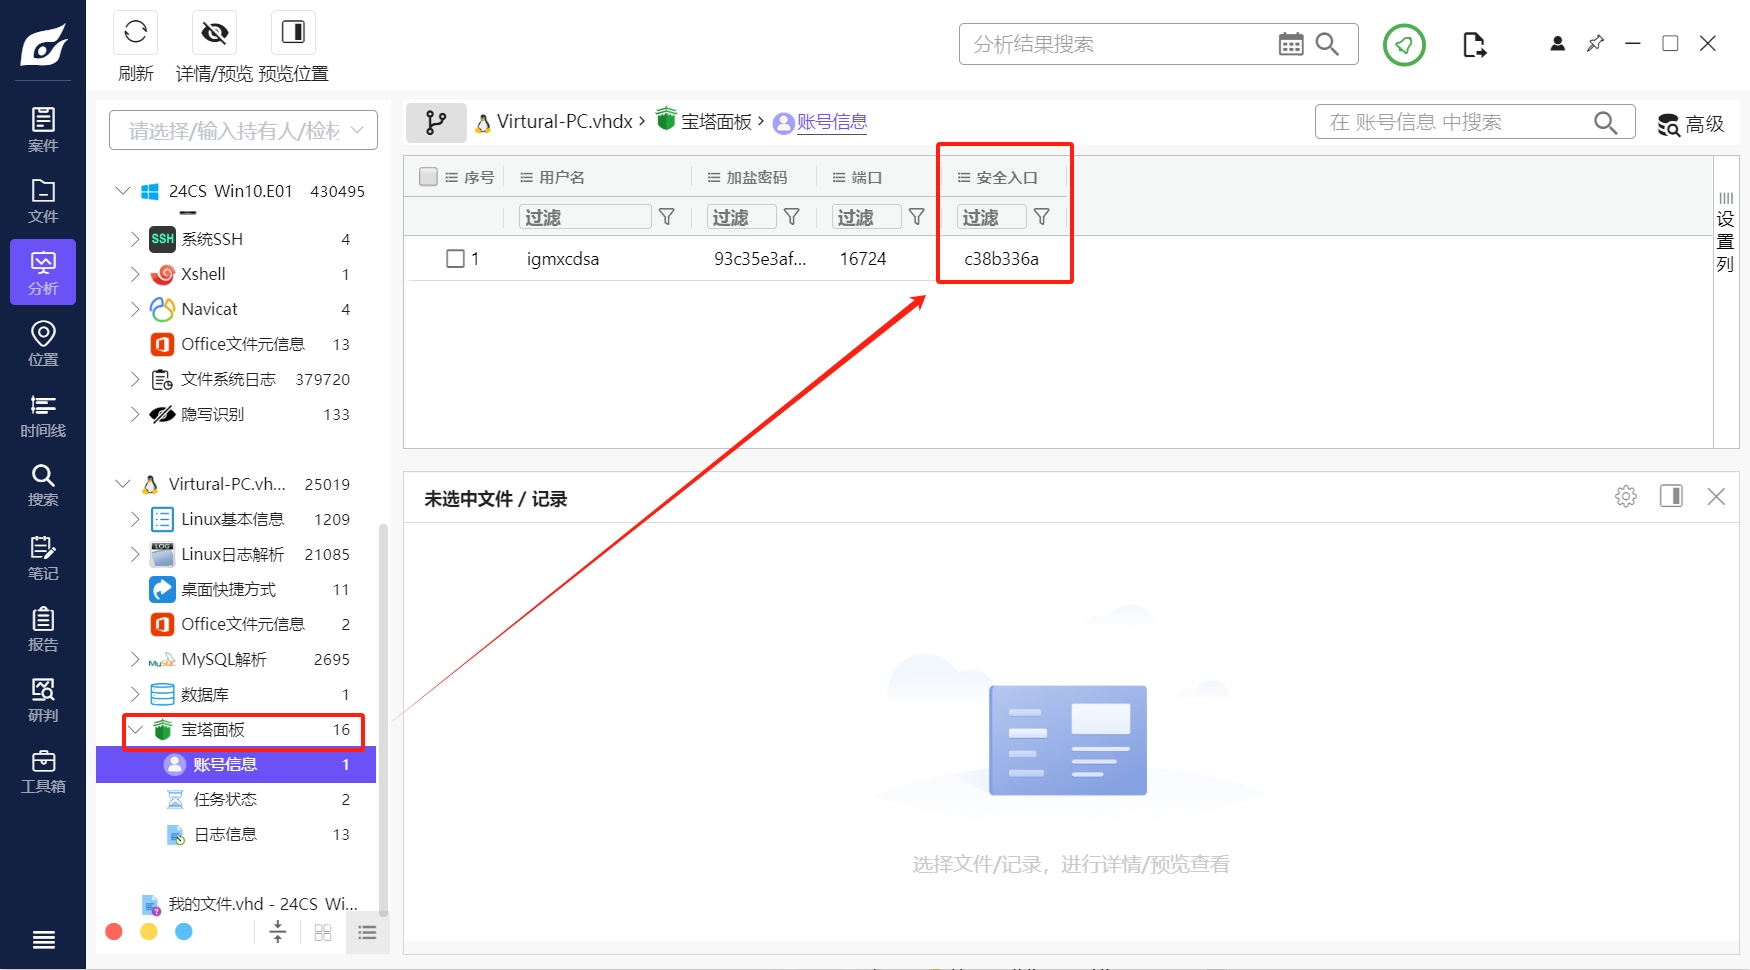 刷新
详情/预览
预览位置
分析结果搜索
案件
文件
分析
位置
时间线
搜索
笔记
报告
研判
工具箱
请选择/输入持有人/检材
24CS Win10.E01 430495
SSH 系统SSH 4
Xshell 1
Navicat 4
Office文件元信息 13
文件系统日志 379720
隐写识别 133
Virtural-PC.vh... 25019
Linux基本信息 1209
LOG Linux日志解析 21085
桌面快捷方式 11
Office文件元信息 2
MySQL MySQL解析 2695
数据库 1
宝塔面板 16
账号信息 1
任务状态 2
日志信息 13
我的文件.vhd - 24CS Wi...
Virtural-PC.vhdx › 宝塔面板 › 账号信息
在 账号信息 中搜索
高级
序号 用户名 加盐密码 端口 安全入口
过滤 过滤 过滤 过滤
1 igmxcdsa 93c35e3af... 16724 c38b336a
设置列
未选中文件 / 记录
选择文件/记录，进行详情/预览查看